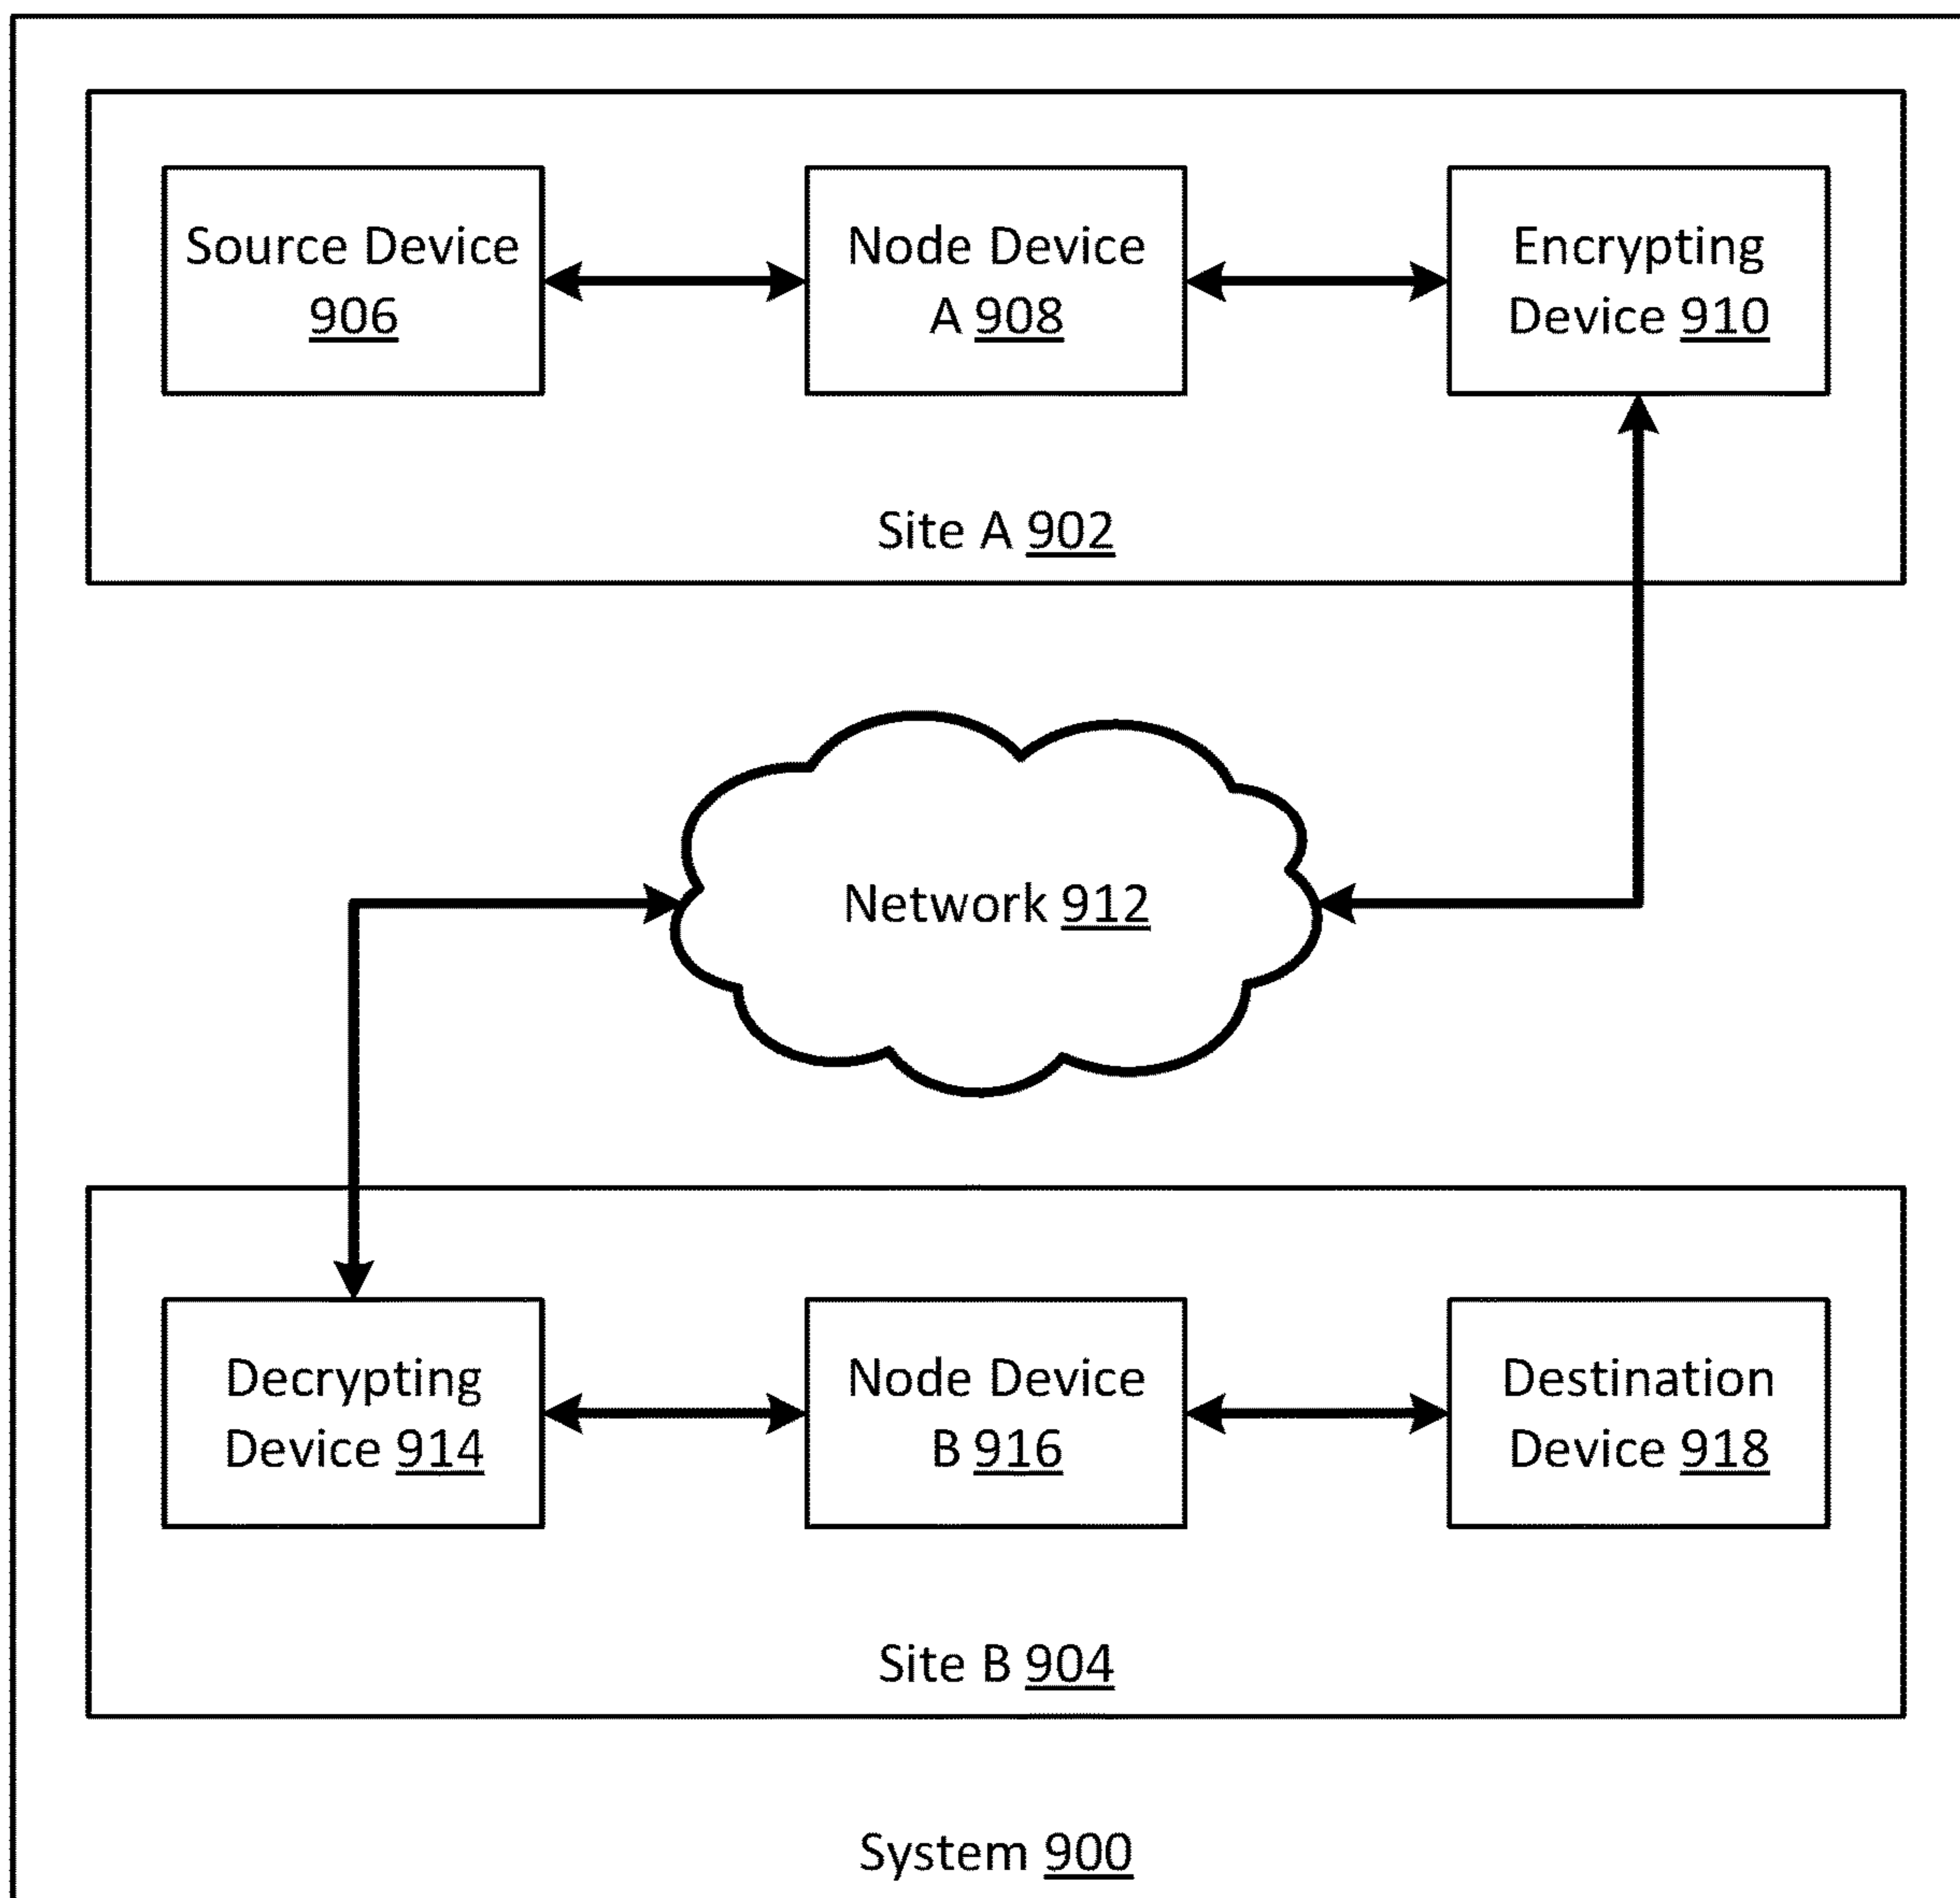 Source Device
906
Node Device
A 908
Encrypting
Device 910
Site A 902
Network 912
Decrypting
Device 914
Node Device
B 916
Destination
Device 918
Site B 904
System 900